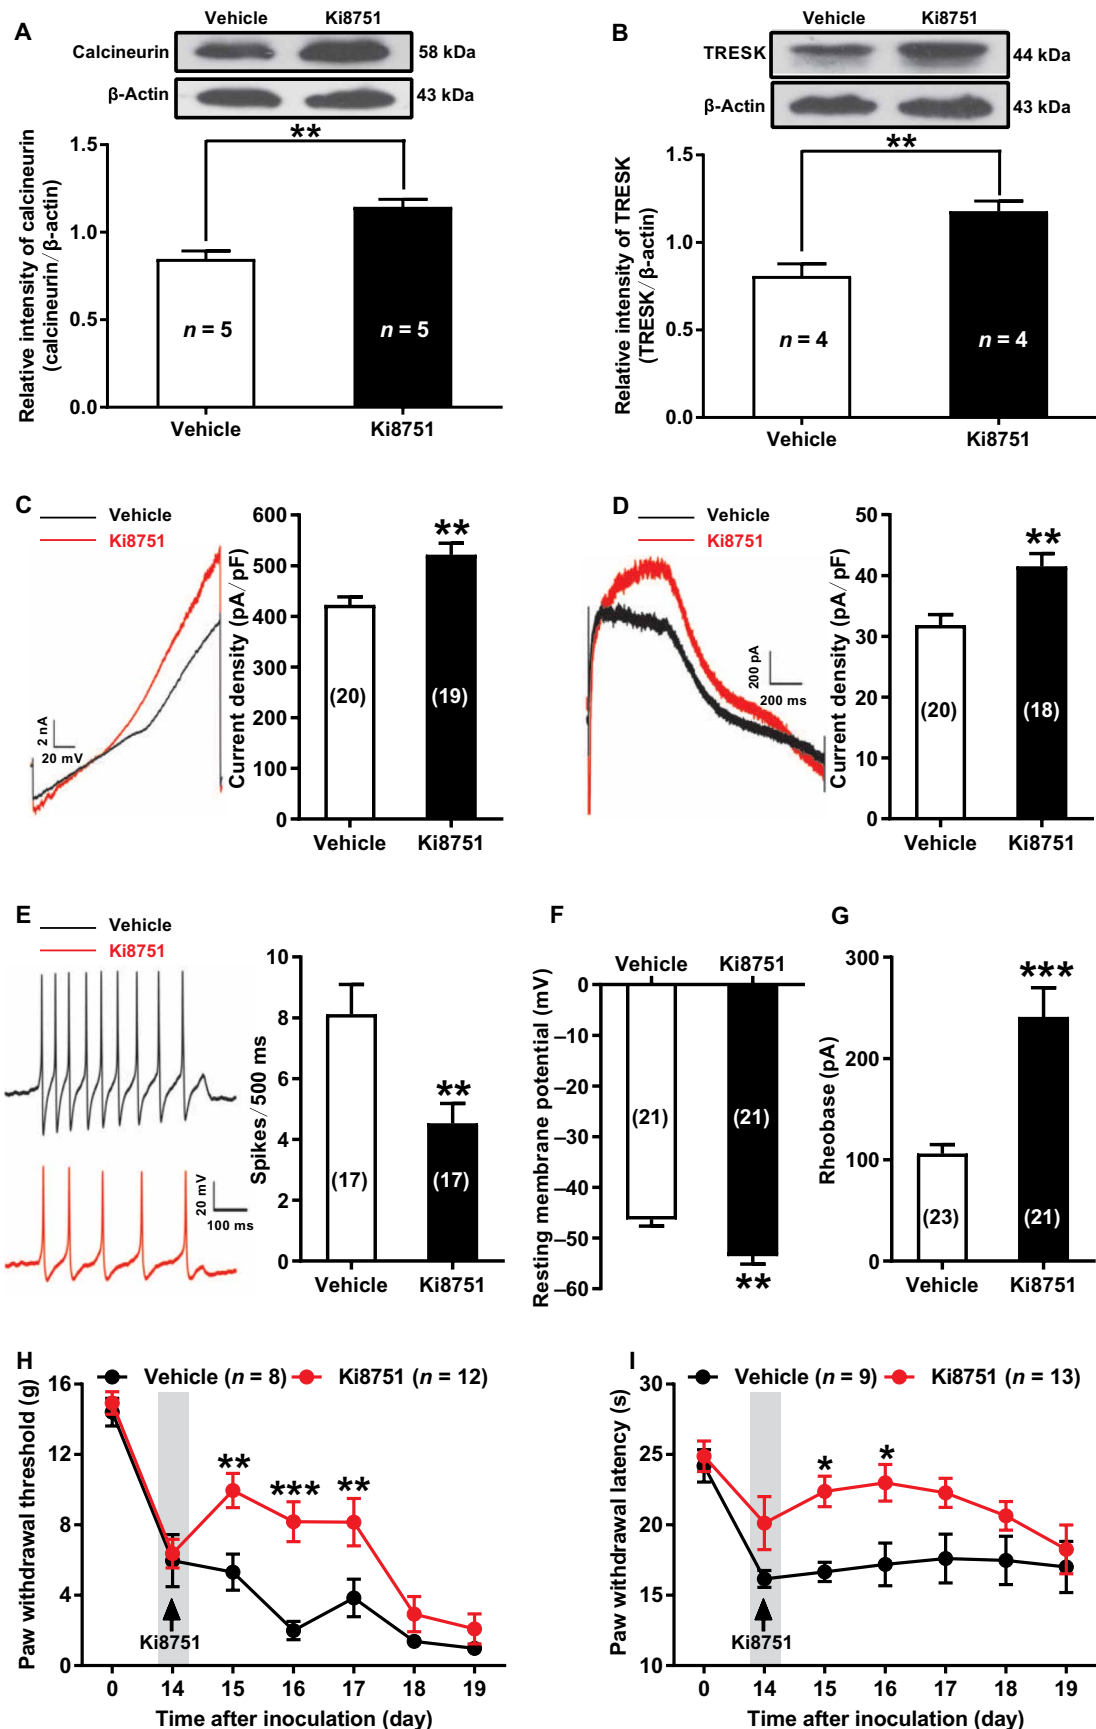 A
Vehicle Ki8751
Calcineurin 58 kDa
β-Actin 43 kDa
**
Relative intensity of calcineurin
(calcineurin/β-actin)
1.5
1.0
0.5
0.0
n = 5 n = 5
Vehicle Ki8751
B
Vehicle Ki8751
TRESK 44 kDa
β-Actin 43 kDa
**
Relative intensity of TRESK
(TRESK/β-actin)
1.5
1.0
0.5
0.0
n = 4 n = 4
Vehicle Ki8751
C
Vehicle
Ki8751
2 nA
20 mV
Current density (pA/pF)
600
500
400
300
200
100
0
**
(20) (19)
Vehicle Ki8751
D
Vehicle
Ki8751
200 pA
200 ms
Current density (pA/pF)
50
40
30
20
10
0
**
(20) (18)
Vehicle Ki8751
E
Vehicle
Ki8751
20 mV
100 ms
Spikes/500 ms
10
8
6
4
2
0
**
(17) (17)
Vehicle Ki8751
F
Vehicle Ki8751
Resting membrane potential (mV)
0
–10
–20
–30
–40
–50
–60
(21) (21)
**
G
Rheobase (pA)
300
200
100
0
***
(23) (21)
Vehicle Ki8751
H
Vehicle (n = 8) Ki8751 (n = 12)
Paw withdrawal threshold (g)
16
12
8
4
0
** *** **
Ki8751
0 14 15 16 17 18 19
Time after inoculation (day)
I
Vehicle (n = 9) Ki8751 (n = 13)
Paw withdrawal latency (s)
30
25
20
15
10
* *
Ki8751
0 14 15 16 17 18 19
Time after inoculation (day)